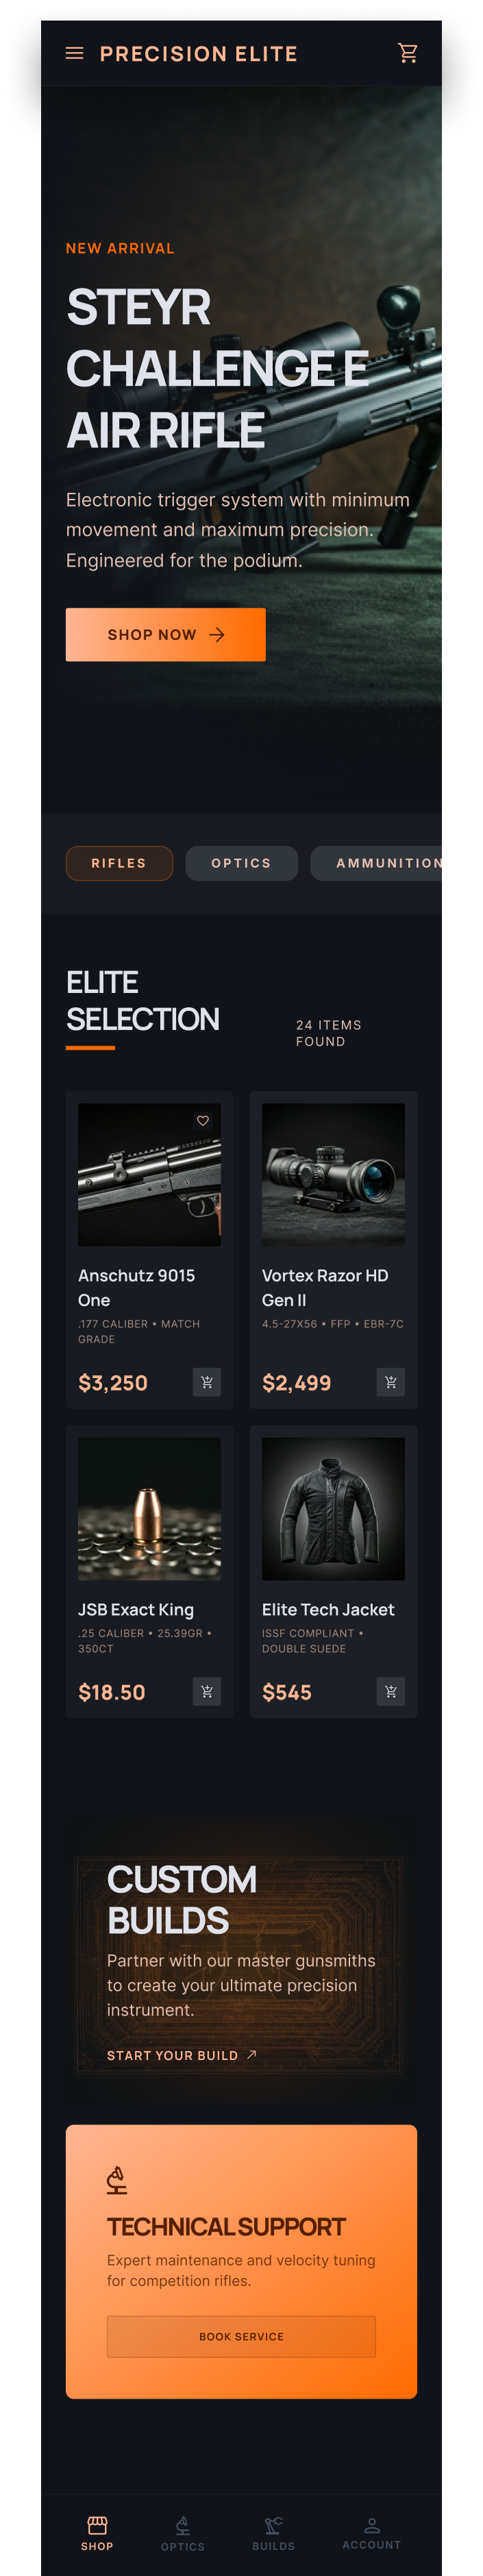 PRECISION ELITE
NEW ARRIVAL
STEYR
CHALLENGE E
AIR RIFLE
Electronic trigger system with minimum
movement and maximum precision.
Engineered for the podium.
SHOP NOW
RIFLES
OPTICS
AMMUNITION
ELITE
SELECTION
24 ITEMS
FOUND
Anschutz 9015
One
.177 CALIBER • MATCH
GRADE
$3,250
Vortex Razor HD
Gen II
4.5-27X56 • FFP • EBR-7C
$2,499
JSB Exact King
.25 CALIBER • 25.39GR •
350CT
$18.50
Elite Tech Jacket
ISSF COMPLIANT •
DOUBLE SUEDE
$545
CUSTOM
BUILDS
Partner with our master gunsmiths
to create your ultimate precision
instrument.
START YOUR BUILD
TECHNICAL SUPPORT
Expert maintenance and velocity tuning
for competition rifles.
BOOK SERVICE
SHOP
OPTICS
BUILDS
ACCOUNT